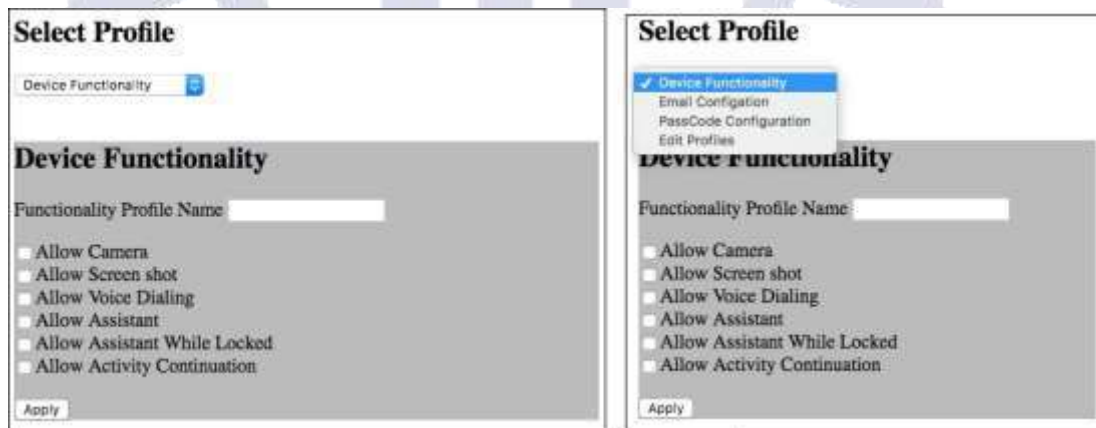 Select Profile
Device Functionality
Device Functionality
Functionality Profile Name
Allow Camera
Allow Screen shot
Allow Voice Dialing
Allow Assistant
Allow Assistant While Locked
Allow Activity Continuation
Apply
Select Profile
✓ Device Functionality
Email Configation
PassCode Configuration
Edit Profiles
Device Functionality
Functionality Profile Name
Allow Camera
Allow Screen shot
Allow Voice Dialing
Allow Assistant
Allow Assistant While Locked
Allow Activity Continuation
Apply